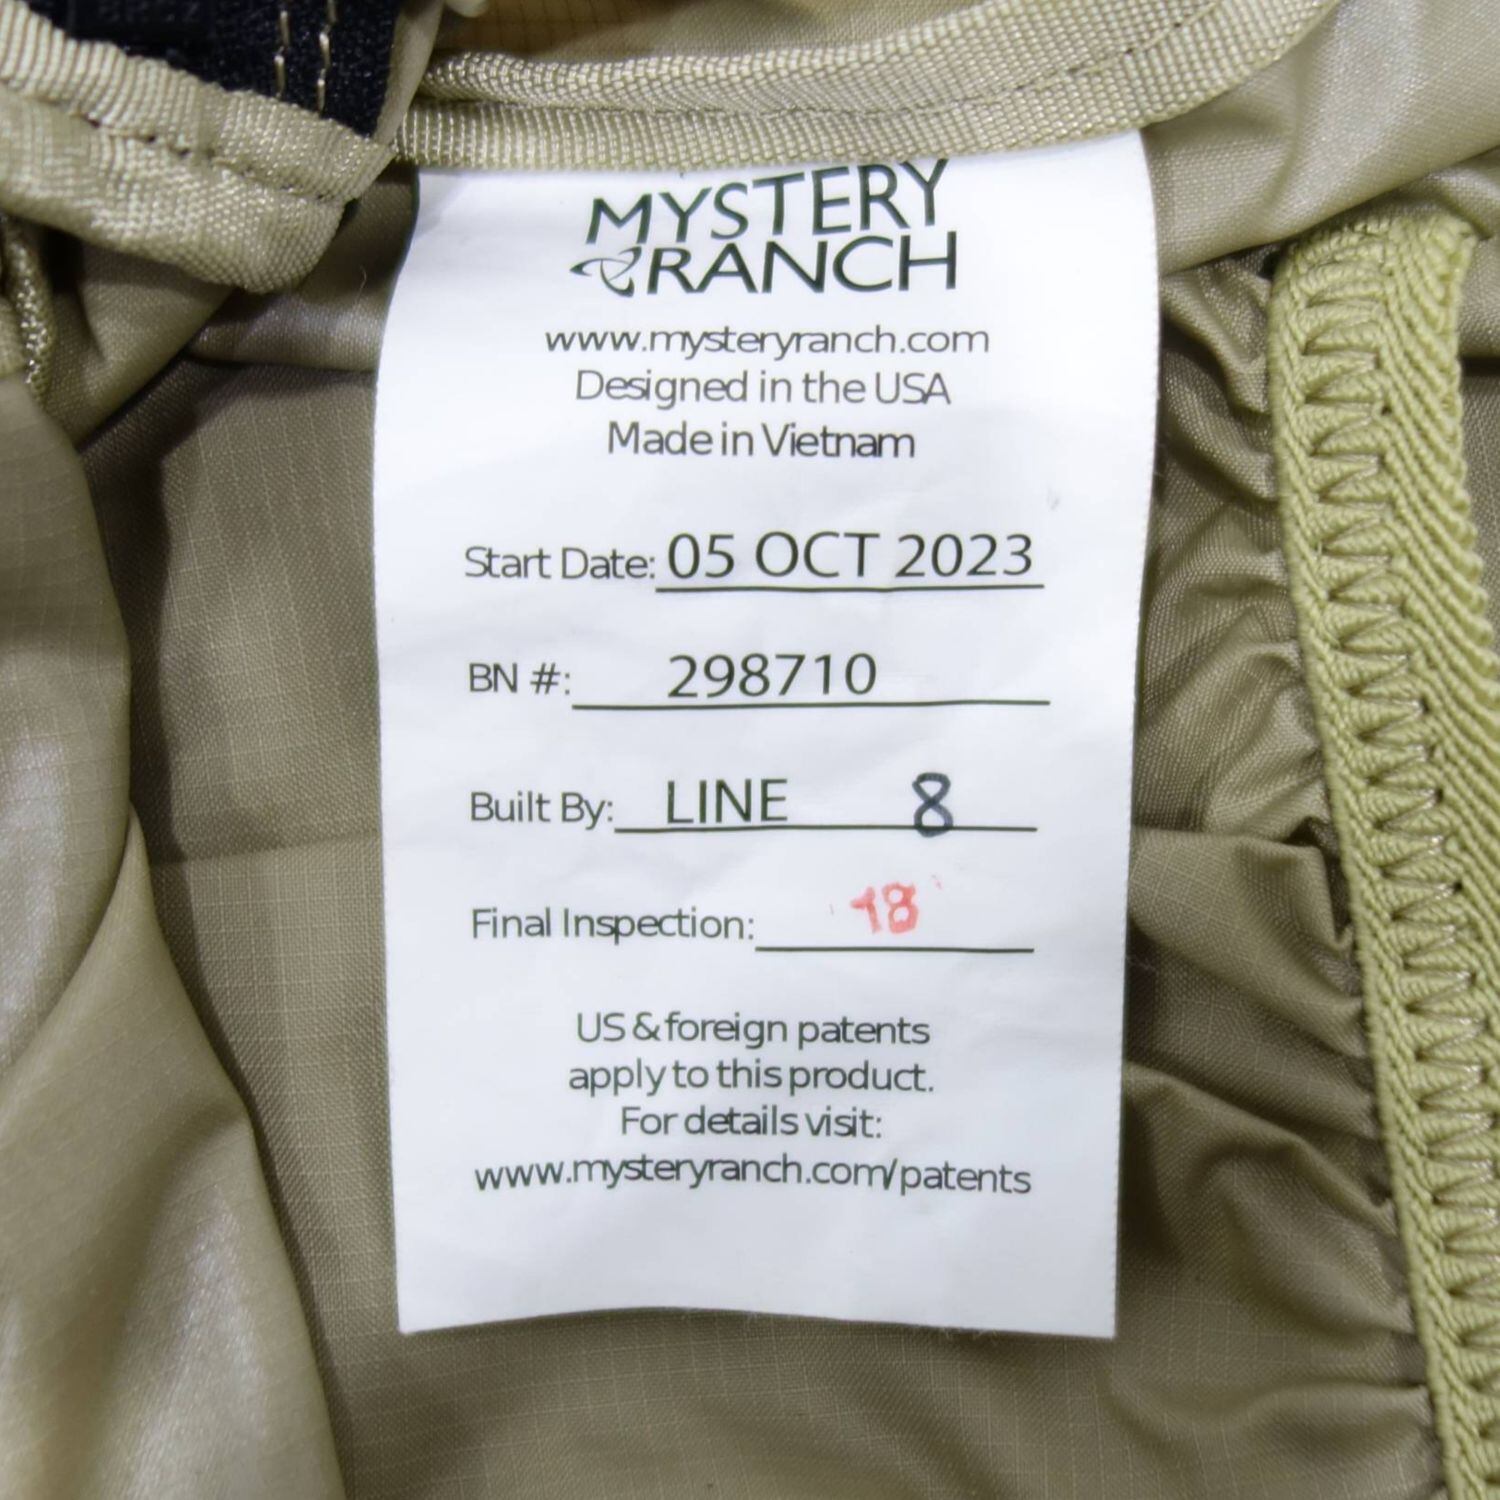 MYSTERY
RANCH
www.mysteryranch.com
Designed in the USA
Made in Vietnam
Start Date: 05 OCT 2023
BN #: 298710
Built By: LINE 8
Final Inspection: 18
US & foreign patents
apply to this product.
For details visit:
www.mysteryranch.com/patents